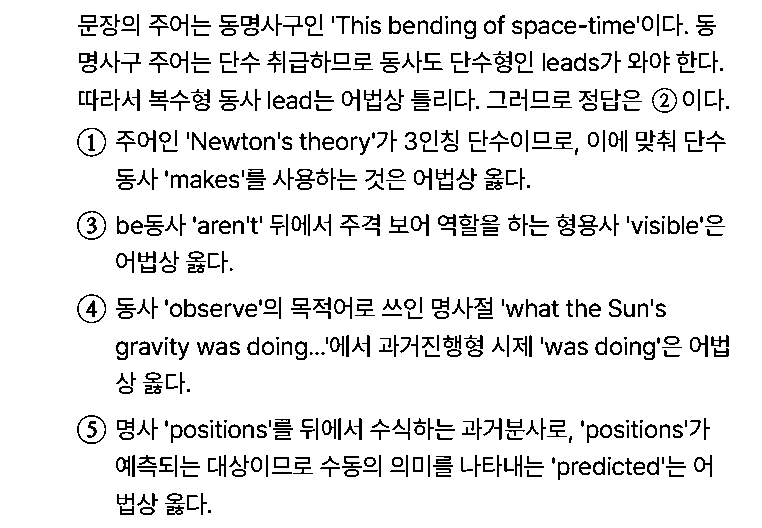 문장의 주어는 동명사구인 'This bending of space-time'이다. 동
명사구 주어는 단수 취급하므로 동사도 단수형인 leads가 와야 한다.
따라서 복수형 동사 lead는 어법상 틀리다. 그러므로 정답은 ②이다.
① 주어인 'Newton's theory'가 3인칭 단수이므로, 이에 맞춰 단수
동사 'makes'를 사용하는 것은 어법상 옳다.
③ be동사 'aren't' 뒤에서 주격 보어 역할을 하는 형용사 'visible'은
어법상 옳다.
④ 동사 'observe'의 목적어로 쓰인 명사절 'what the Sun's
gravity was doing...'에서 과거진행형 시제 'was doing'은 어법
상 옳다.
⑤ 명사 'positions'를 뒤에서 수식하는 과거분사로, 'positions'가
예측되는 대상이므로 수동의 의미를 나타내는 'predicted'는 어
법상 옳다.